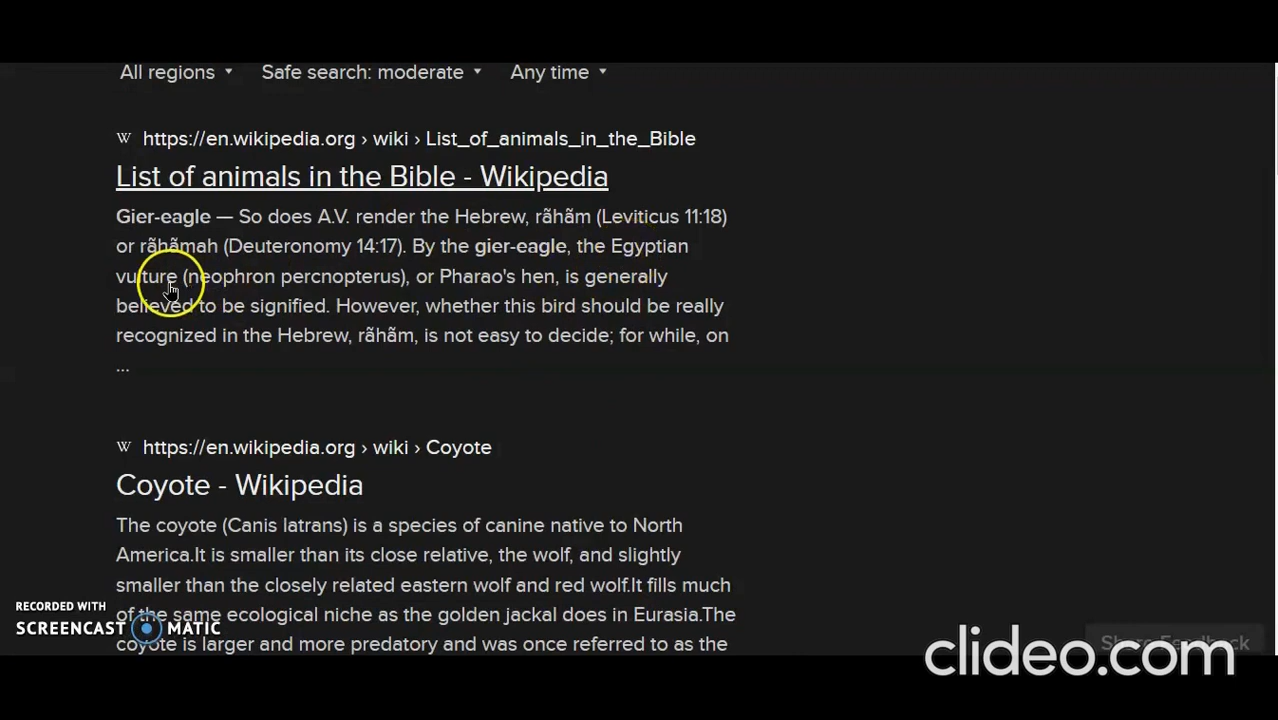 All regions Safe search: moderate Any time
W https://en.wikipedia.org › wiki › List_of_animals_in_the_Bible
List of animals in the Bible - Wikipedia
Gier-eagle — So does A.V. render the Hebrew, rãhãm (Leviticus 11:18)
or rãhãmah (Deuteronomy 14:17). By the gier-eagle, the Egyptian
vulture (neophron percnopterus), or Pharao's hen, is generally
believed to be signified. However, whether this bird should be really
recognized in the Hebrew, rãhãm, is not easy to decide; for while, on
...
W https://en.wikipedia.org › wiki › Coyote
Coyote - Wikipedia
The coyote (Canis latrans) is a species of canine native to North
America.It is smaller than its close relative, the wolf, and slightly
smaller than the closely related eastern wolf and red wolf.It fills much
of the same ecological niche as the golden jackal does in Eurasia.The
coyote is larger and more predatory and was once referred to as the
RECORDED WITH
SCREENCAST MATIC
Share Feedback
clideo.com